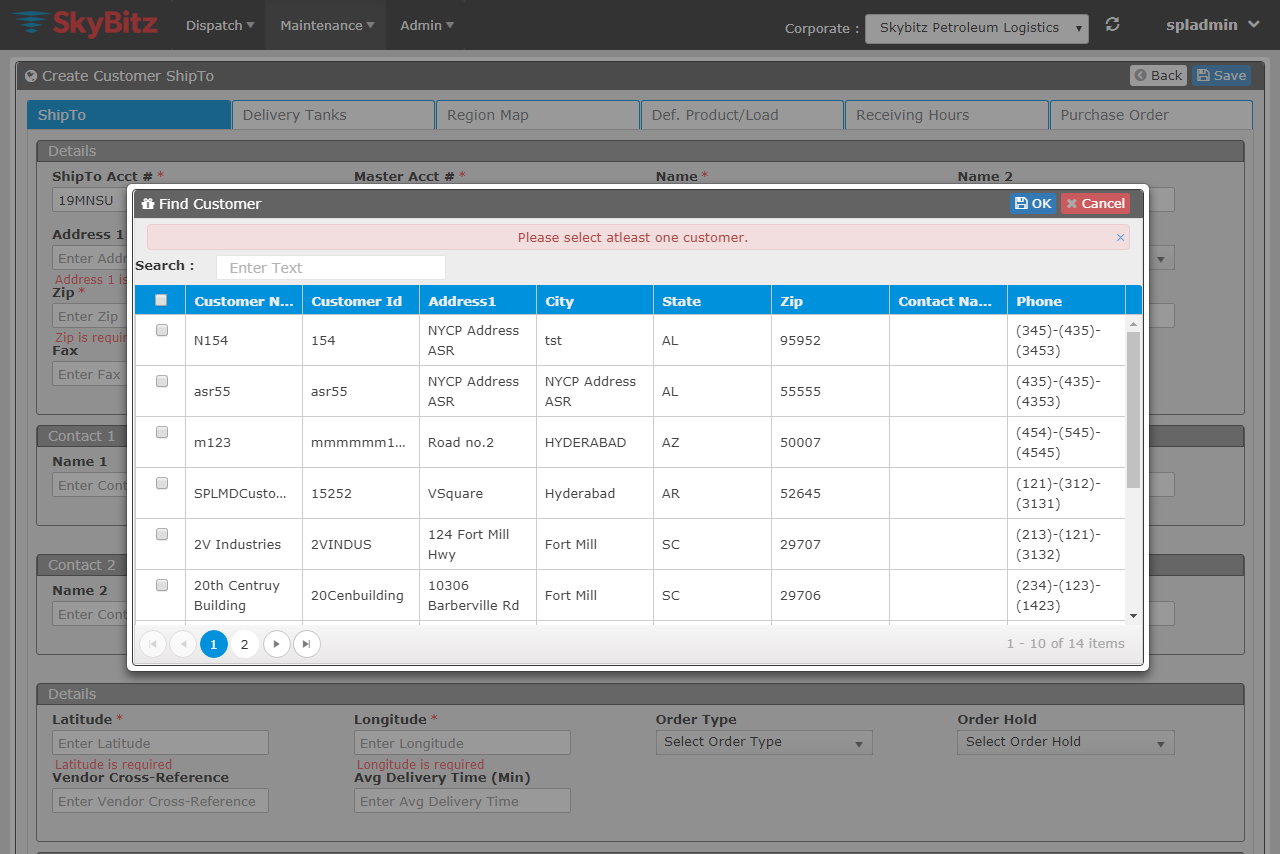 SkyBitz Dispatch Maintenance Admin Corporate : Skybitz Petroleum Logistics spladmin
Create Customer ShipTo Back Save
ShipTo Delivery Tanks Region Map Def. Product/Load Receiving Hours Purchase Order
Details
ShipTo Acct # * Master Acct # * Name * Name 2
19MNSU
Address 1
Enter Addr
Address 1 is
Zip *
Enter Zip
Zip is requir
Fax
Enter Fax
Find Customer OK Cancel
Please select atleast one customer. ×
Search : Enter Text
Customer N... Customer Id Address1 City State Zip Contact Na... Phone
N154 154 NYCP Address ASR tst AL 95952 (345)-(435)-(3453)
asr55 asr55 NYCP Address ASR NYCP Address ASR AL 55555 (435)-(435)-(4353)
m123 mmmmmm1... Road no.2 HYDERABAD AZ 50007 (454)-(545)-(4545)
SPLMDCusto... 15252 VSquare Hyderabad AR 52645 (121)-(312)-(3131)
2V Industries 2VINDUS 124 Fort Mill Hwy Fort Mill SC 29707 (213)-(121)-(3132)
20th Centruy Building 20Cenbuilding 10306 Barberville Rd Fort Mill SC 29706 (234)-(123)-(1423)
1 2 1 - 10 of 14 items
Contact 1
Name 1
Enter Cont
Contact 2
Name 2
Enter Cont
Details
Latitude * Longitude * Order Type Order Hold
Enter Latitude Enter Longitude Select Order Type Select Order Hold
Latitude is required Longitude is required
Vendor Cross-Reference Avg Delivery Time (Min)
Enter Vendor Cross-Reference Enter Avg Delivery Time